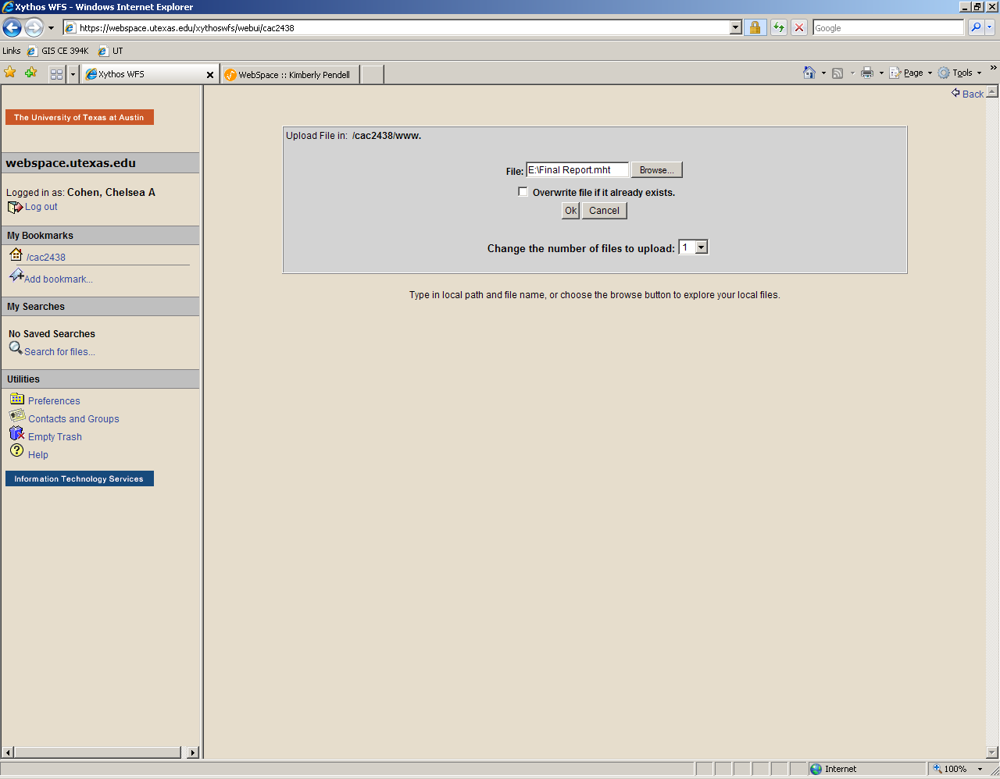 Xythos WFS - Windows Internet Explorer
https://webspace.utexas.edu/xythoswfs/webui/cac2438
Google
Links GIS CE 394K UT
Xythos WFS WebSpace :: Kimberly Pendell Page Tools »
Back
The University of Texas at Austin
webspace.utexas.edu
Logged in as: Cohen, Chelsea A
Log out
My Bookmarks
/cac2438
Add bookmark...
My Searches
No Saved Searches
Search for files...
Utilities
Preferences
Contacts and Groups
Empty Trash
Help
Information Technology Services
Upload File in: /cac2438/www.
File: E:\Final Report.mht Browse...
Overwrite file if it already exists.
Ok Cancel
Change the number of files to upload: 1
Type in local path and file name, or choose the browse button to explore your local files.
Internet 100%